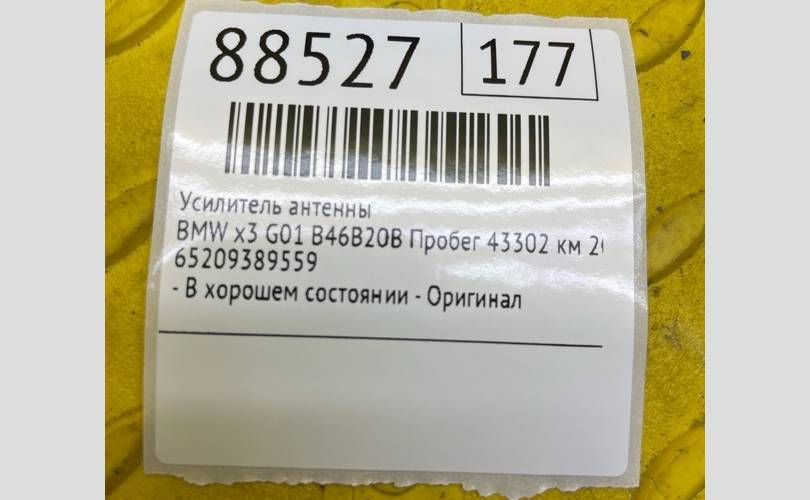 88527 177
Усилитель антенны
BMW x3 G01 B46B20B Пробег 43302 км
65209389559
- В хорошем состоянии - Оригинал